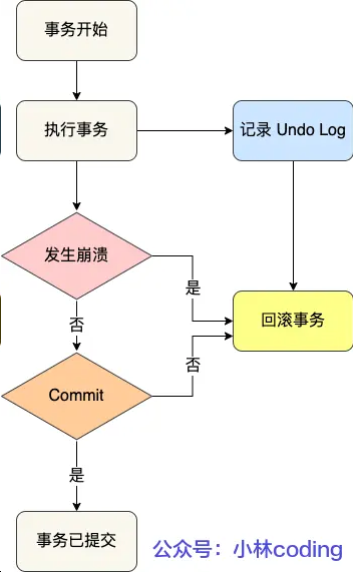 事务开始
执行事务
记录 Undo Log
发生崩溃
是
回滚事务
否
否
Commit
是
事务已提交
公众号：小林coding